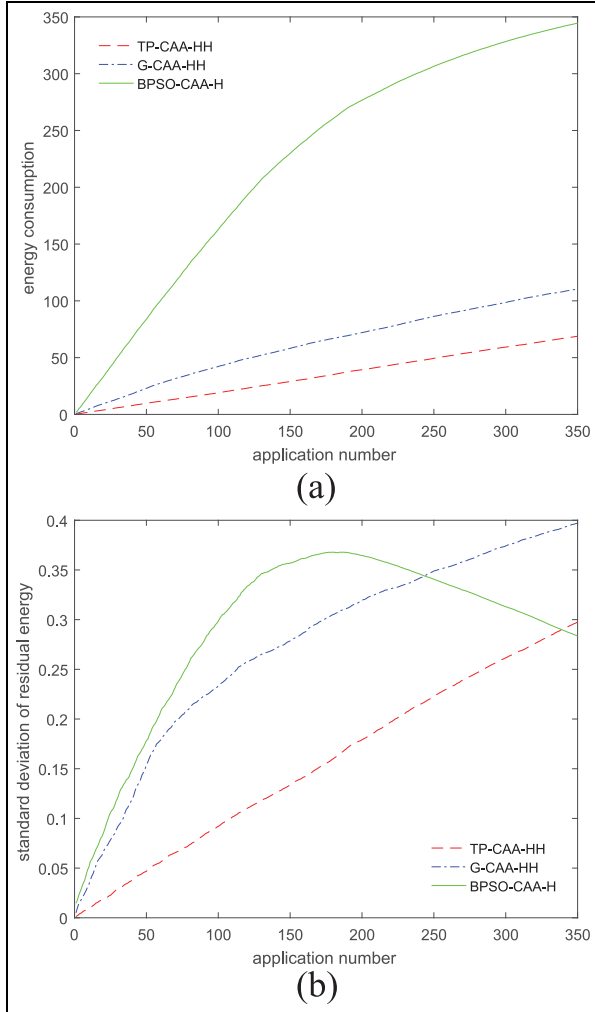 350
300
250
200
150
100
50
0
energy consumption
TP-CAA-HH
G-CAA-HH
BPSO-CAA-H
0 50 100 150 200 250 300 350
application number
(a)
0.4
0.35
0.3
0.25
0.2
0.15
0.1
0.05
0
standard deviation of residual energy
TP-CAA-HH
G-CAA-HH
BPSO-CAA-H
0 50 100 150 200 250 300 350
application number
(b)